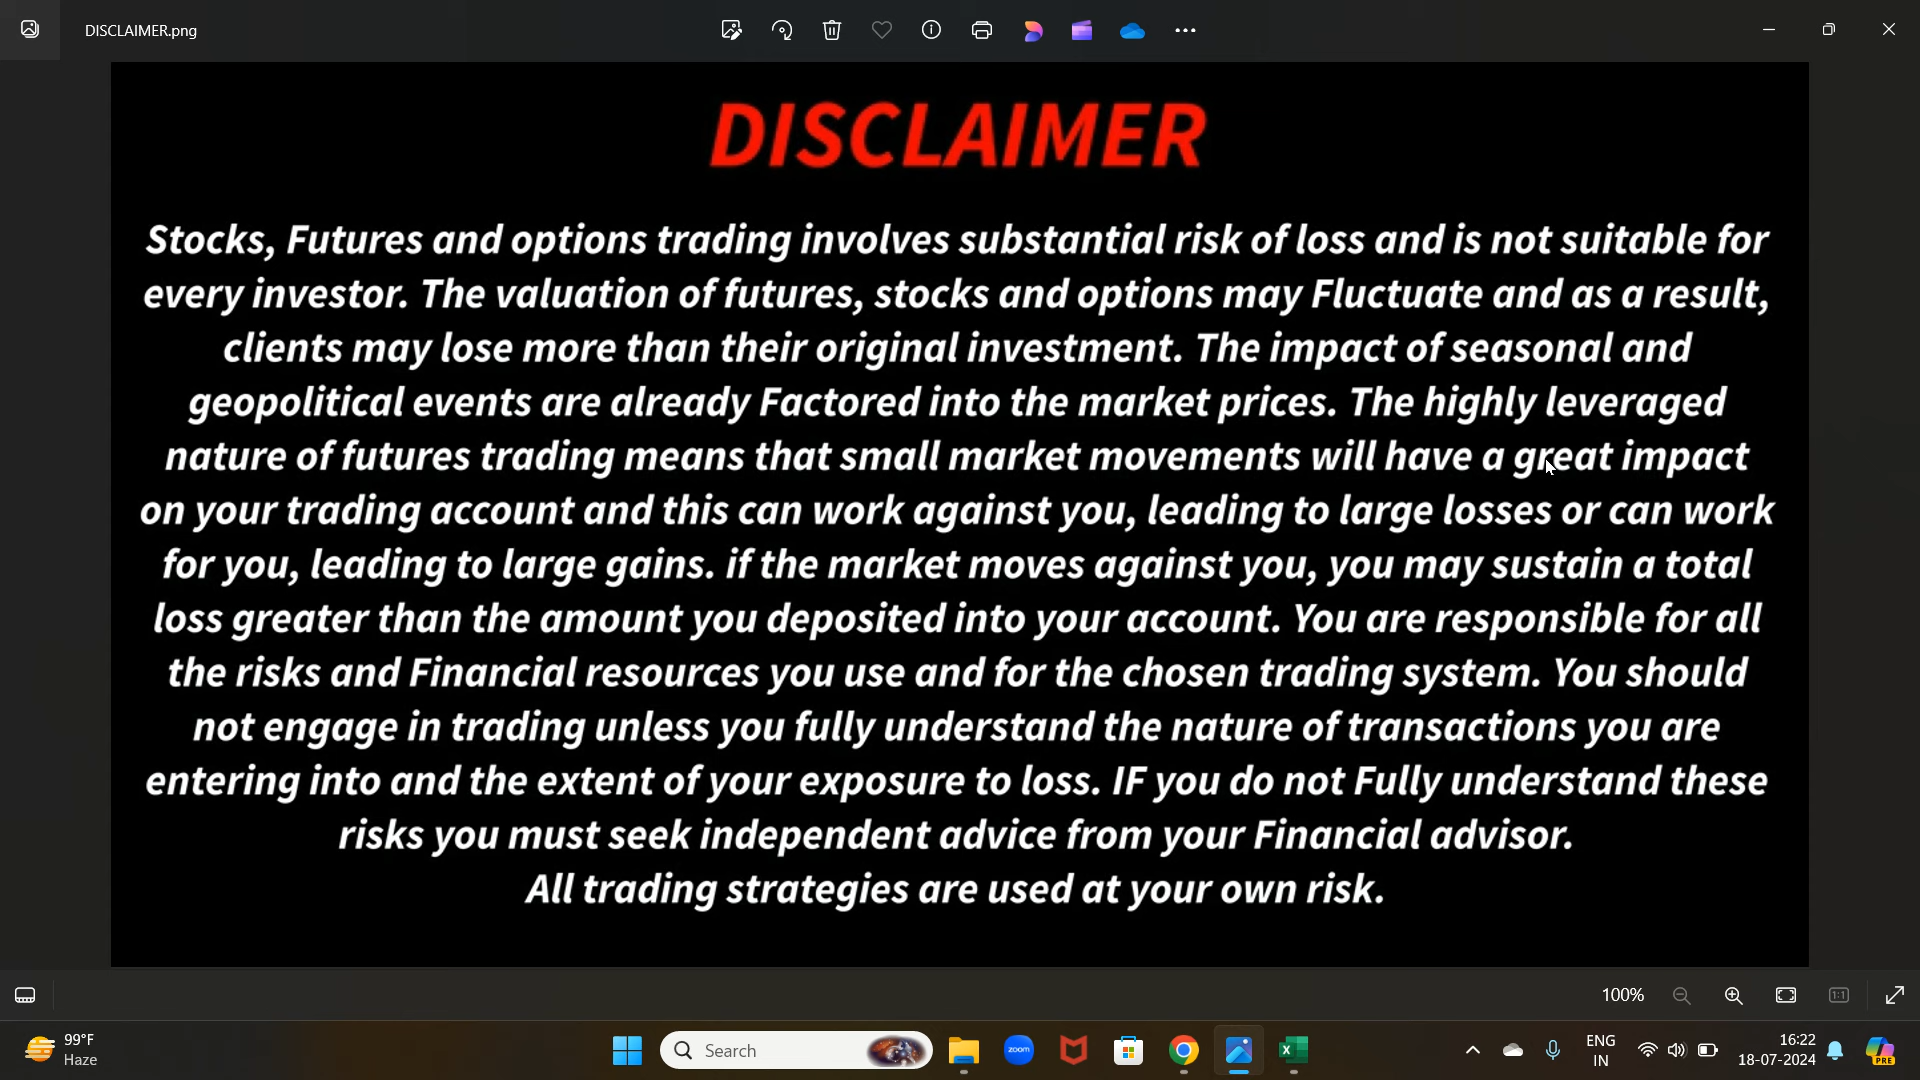 DISCLAIMER.png
DISCLAIMER
Stocks, Futures and options trading involves substantial risk of loss and is not suitable for
every investor. The valuation of futures, stocks and options may Fluctuate and as a result,
clients may lose more than their original investment. The impact of seasonal and
geopolitical events are already Factored into the market prices. The highly leveraged
nature of futures trading means that small market movements will have a great impact
on your trading account and this can work against you, leading to large losses or can work
for you, leading to large gains. if the market moves against you, you may sustain a total
loss greater than the amount you deposited into your account. You are responsible for all
the risks and Financial resources you use and for the chosen trading system. You should
not engage in trading unless you fully understand the nature of transactions you are
entering into and the extent of your exposure to loss. IF you do not Fully understand these
risks you must seek independent advice from your Financial advisor.
All trading strategies are used at your own risk.
100%
1:1
99°F
Haze
Search
zoom
X
ENG
IN
16:22
18-07-2024
PRE